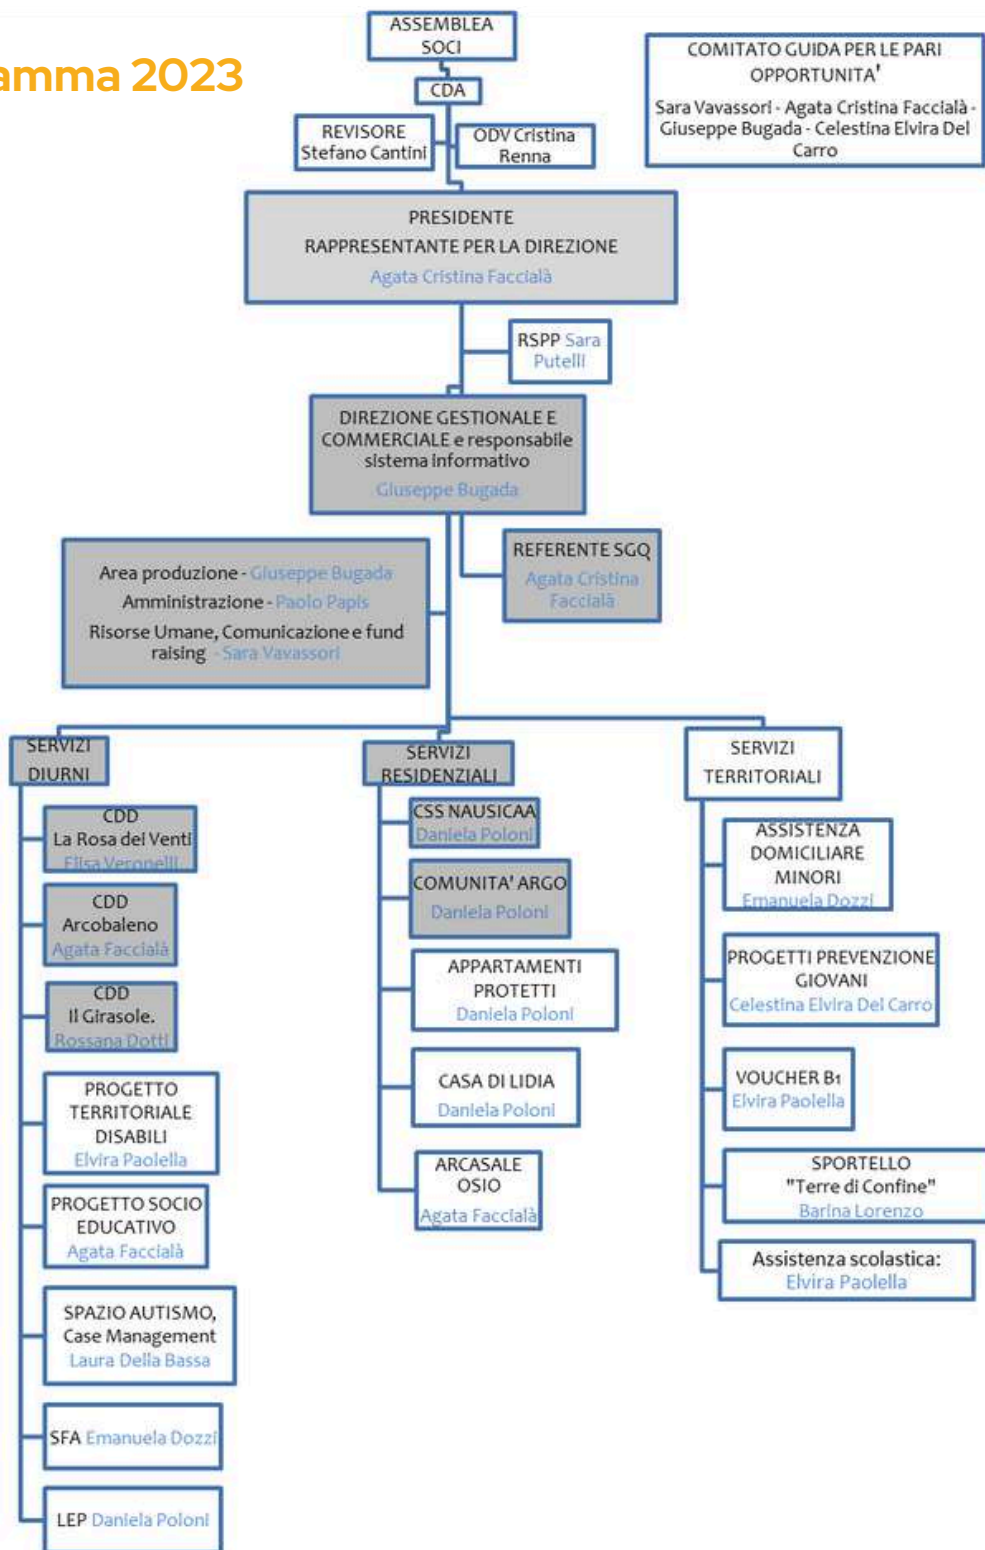 amma 2023
ASSEMBLEA
SOCI
CDA
REVISORE
Stefano Cantini
ODV Cristina
Renna
COMITATO GUIDA PER LE PARI
OPPORTUNITA'
Sara Vavassori - Agata Cristina Faccialà -
Giuseppe Bugada - Celestina Elvira Del
Carro
PRESIDENTE
RAPPRESENTANTE PER LA DIREZIONE
Agata Cristina Faccialà
RSPP Sara
Putelli
DIREZIONE GESTIONALE E
COMMERCIALE e responsabile
sistema informativo
Giuseppe Bugada
REFERENTE SGQ
Agata Cristina
Faccialà
Area produzione - Giuseppe Bugada
Amministrazione - Paolo Papis
Risorse Umane, Comunicazione e fund
raising - Sara Vavassori
SERVIZI
DIURNI
CDD
La Rosa dei Venti
Elisa Veronelli
CDD
Arcobaleno
Agata Faccialà
CDD
Il Girasole.
Rossana Dotti
PROGETTO
TERRITORIALE
DISABILI
Elvira Paolella
PROGETTO SOCIO
EDUCATIVO
Agata Faccialà
SPAZIO AUTISMO,
Case Management
Laura Della Bassa
SFA Emanuela Dozzi
LEP Daniela Poloni
SERVIZI
RESIDENZIALI
CSS NAUSICAA
Daniela Poloni
COMUNITA' ARGO
Daniela Poloni
APPARTAMENTI
PROTETTI
Daniela Poloni
CASA DI LIDIA
Daniela Poloni
ARCASALE
OSIO
Agata Faccialà
SERVIZI
TERRITORIALI
ASSISTENZA
DOMICILIARE
MINORI
Emanuela Dozzi
PROGETTI PREVENZIONE
GIOVANI
Celestina Elvira Del Carro
VOUCHER B1
Elvira Paolella
SPORTELLO
"Terre di Confine"
Barina Lorenzo
Assistenza scolastica:
Elvira Paolella